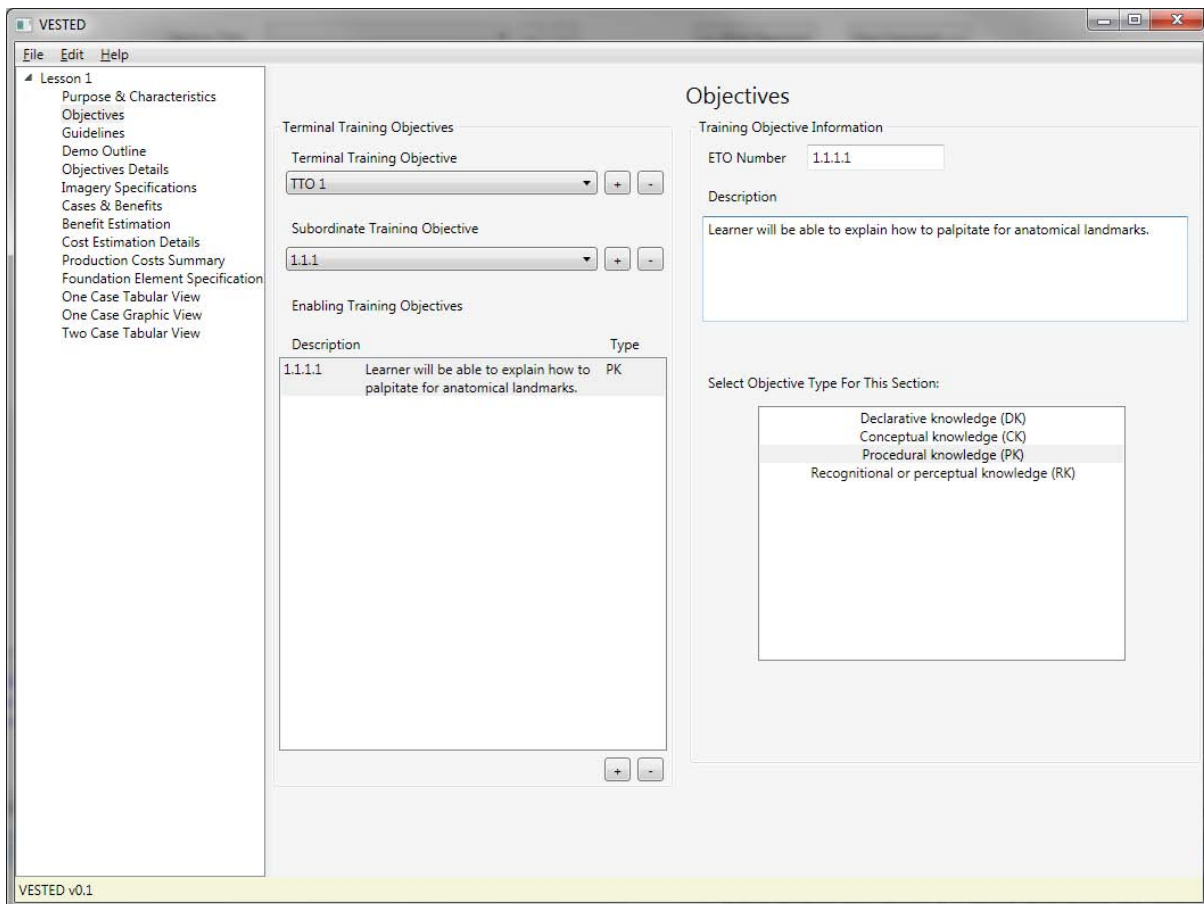 VESTED
File Edit Help
Lesson 1
Purpose & Characteristics
Objectives
Guidelines
Demo Outline
Objectives Details
Imagery Specifications
Cases & Benefits
Benefit Estimation
Cost Estimation Details
Production Costs Summary
Foundation Element Specification
One Case Tabular View
One Case Graphic View
Two Case Tabular View
Objectives
Terminal Training Objectives
Terminal Training Objective
TTO 1
+ -
Subordinate Training Objective
1.1.1
+ -
Enabling Training Objectives
Description Type
1.1.1.1 Learner will be able to explain how to PK
palpitate for anatomical landmarks.
+ -
Training Objective Information
ETO Number 1.1.1.1
Description
Learner will be able to explain how to palpitate for anatomical landmarks.
Select Objective Type For This Section:
Declarative knowledge (DK)
Conceptual knowledge (CK)
Procedural knowledge (PK)
Recognitional or perceptual knowledge (RK)
VESTED v0.1